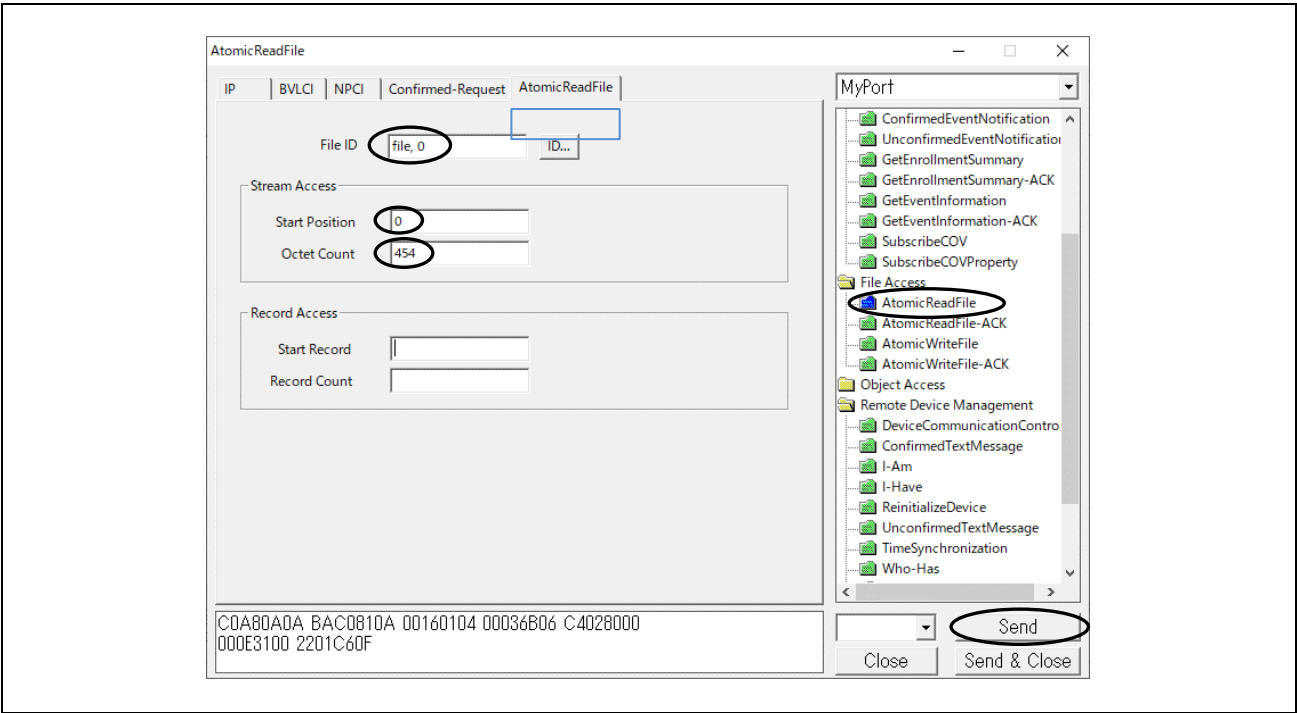 AtomicReadFile
IP BVLCI NPCI Confirmed-Request AtomicReadFile
File ID file, 0 ID...
Stream Access
Start Position 0
Octet Count 454
Record Access
Start Record
Record Count
C0A80A0A BAC0810A 00160104 00036B06 C4028000
000E3100 2201C60F
MyPort
ConfirmedEventNotification
UnconfirmedEventNotification
GetEnrollmentSummary
GetEnrollmentSummary-ACK
GetEventInformation
GetEventInformation-ACK
SubscribeCOV
SubscribeCOVProperty
File Access
AtomicReadFile
AtomicReadFile-ACK
AtomicWriteFile
AtomicWriteFile-ACK
Object Access
Remote Device Management
DeviceCommunicationContro
ConfirmedTextMessage
I-Am
I-Have
ReinitializeDevice
UnconfirmedTextMessage
TimeSynchronization
Who-Has
Send
Close Send & Close